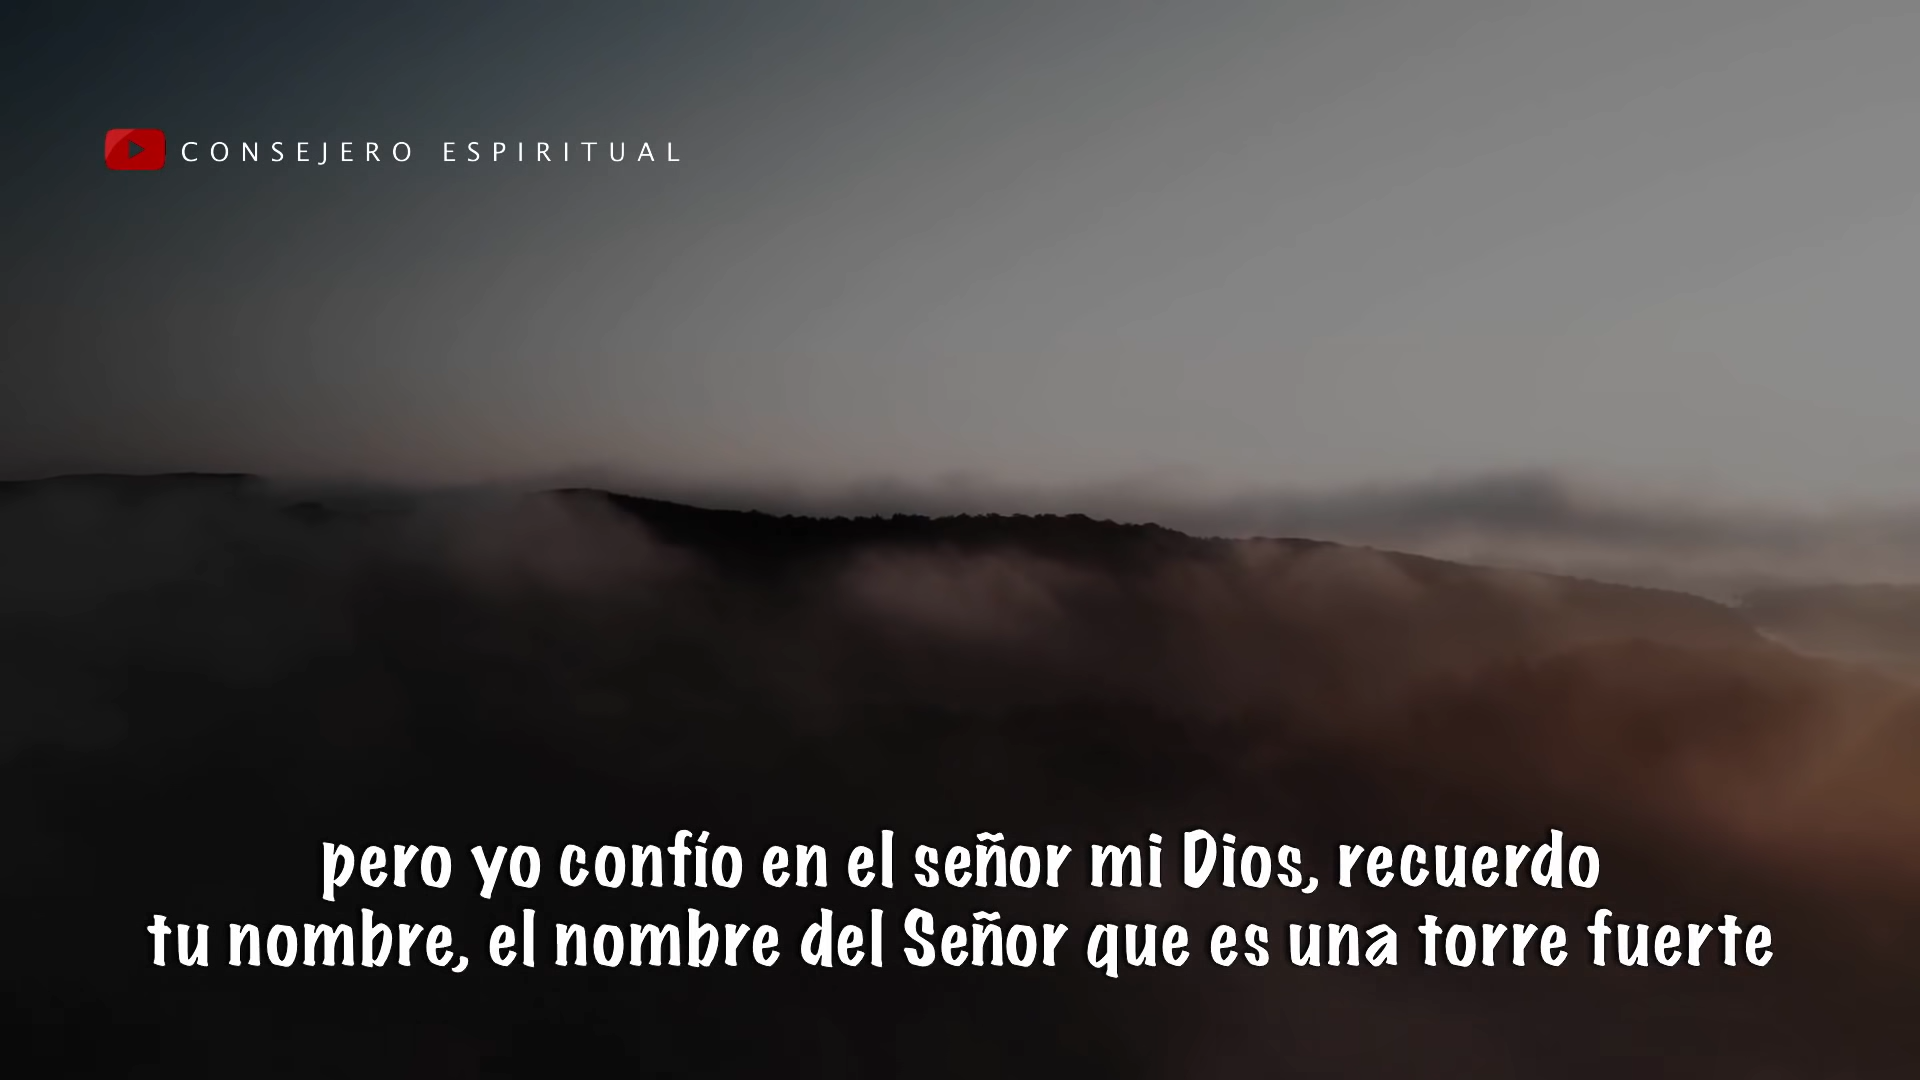 CONSEJERO ESPIRITUAL
pero yo confío en el señor mi Dios, recuerdo
tu nombre, el nombre del Señor que es una torre fuerte